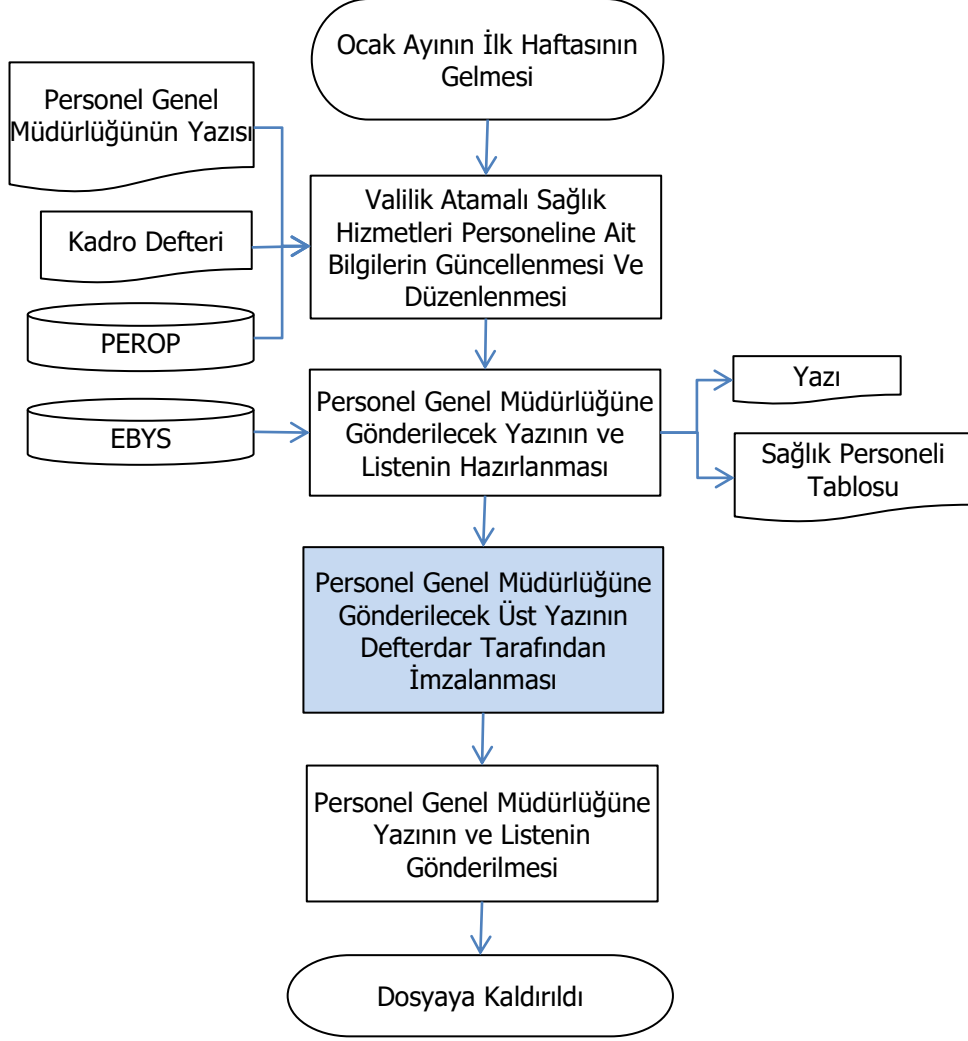 Ocak Ayının İlk Haftasının
Gelmesi
Personel Genel
Müdürlüğünün Yazısı
Kadro Defteri
PEROP
Valilik Atamalı Sağlık
Hizmetleri Personeline Ait
Bilgilerin Güncellenmesi Ve
Düzenlenmesi
EBYS
Personel Genel Müdürlüğüne
Gönderilecek Yazının ve
Listenin Hazırlanması
Yazı
Sağlık Personeli
Tablosu
Personel Genel Müdürlüğüne
Gönderilecek Üst Yazının
Defterdar Tarafından
İmzalanması
Personel Genel Müdürlüğüne
Yazının ve Listenin
Gönderilmesi
Dosyaya Kaldırıldı